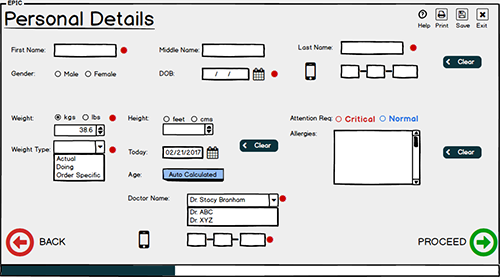 EPIC
Personal Details
Help Print Save Exit
First Name: Middle Name: Last Name:
Gender: Male Female DOB: / /
Clear
Weight: kgs lbs Height: feet cms Attention Req: Critical Normal
38.6 Allergies:
Weight Type: Today: 02/21/2017 Clear Clear
Actual
Doing
Order Specific
Age: Auto Calculated
Doctor Name: Dr. Stacy Branham
Dr. ABC
Dr. XYZ
BACK PROCEED